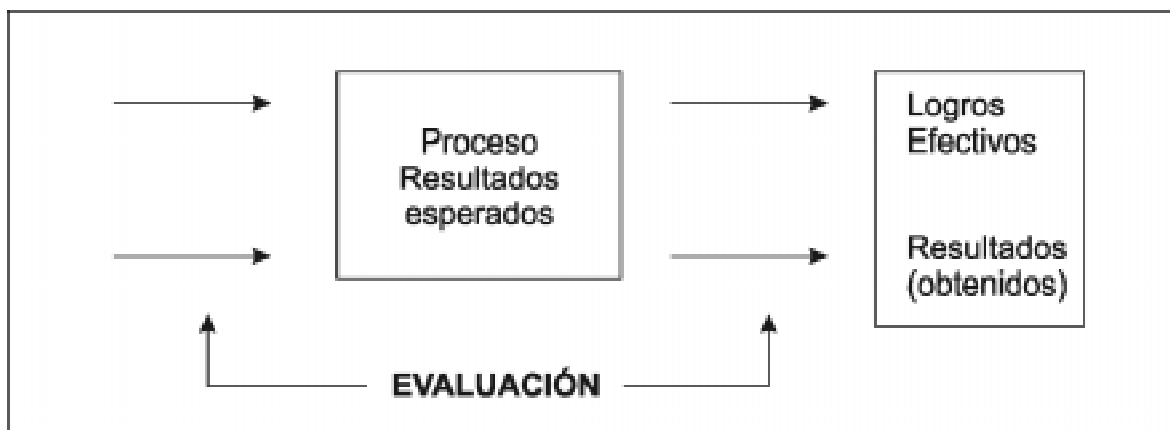 Proceso
Resultados
esperados
Logros
Efectivos
Resultados
(obtenidos)
EVALUACIÓN